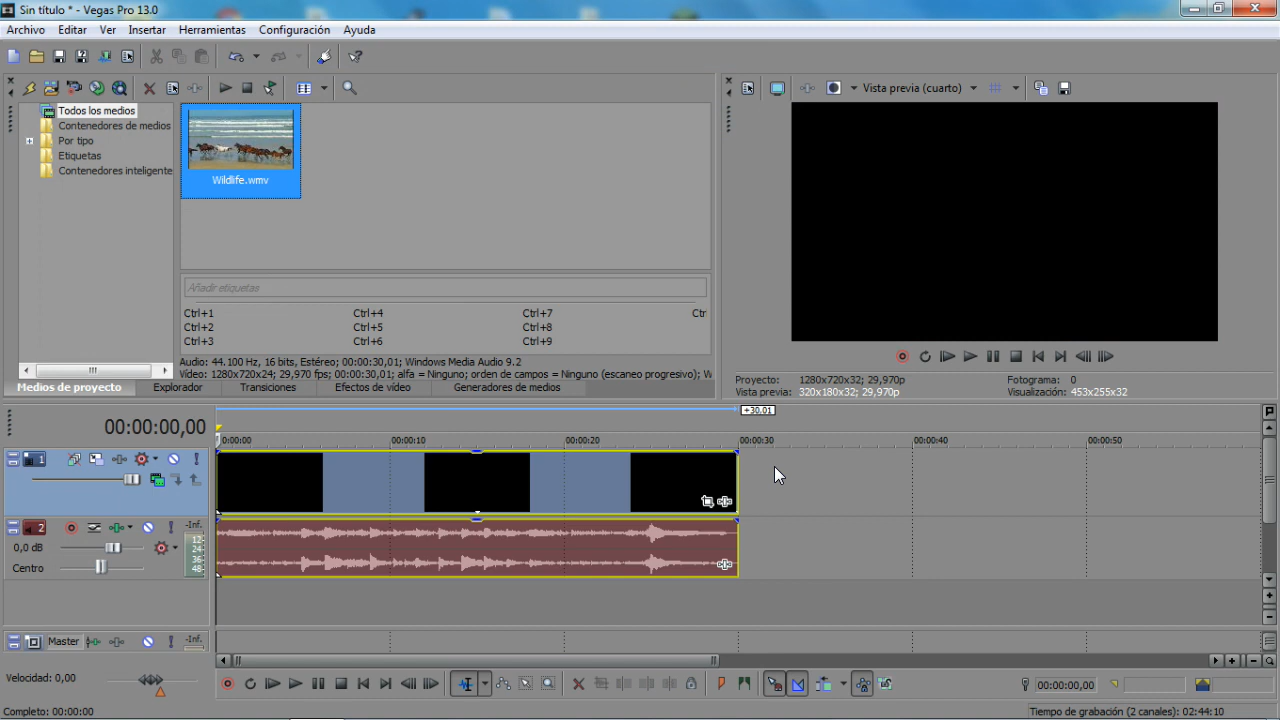 Sin título * - Vegas Pro 13.0
Archivo Editar Ver Insertar Herramientas Configuración Ayuda
Todos los medios
Contenedores de medios
Por tipo
Etiquetas
Contenedores inteligente
Wildlife.wmv
Añadir etiquetas
Ctrl+1 Ctrl+4 Ctrl+7 Ctr
Ctrl+2 Ctrl+5 Ctrl+8
Ctrl+3 Ctrl+6 Ctrl+9
Audio: 44.100 Hz, 16 bits, Estéreo; 00:00:30,01; Windows Media Audio 9.2
Vídeo: 1280x720x24; 29,970 fps; 00:00:30,01; alfa = Ninguno; orden de campos = Ninguno (escaneo progresivo); W
Medios de proyecto Explorador Transiciones Efectos de vídeo Generadores de medios
Vista previa (cuarto)
Proyecto: 1280x720x32; 29,970p Fotograma: 0
Vista previa: 320x180x32; 29,970p Visualización: 453x255x32
00:00:00,00
+30.01
0:00:00 00:00:10 00:00:20 00:00:30 00:00:40 00:00:50
1
2
-Inf.
0,0 dB
12
24
36
48
Centro
Master
-Inf.
Velocidad: 0,00
00:00:00,00
Completo: 00:00:00
Tiempo de grabación (2 canales): 02:44:10